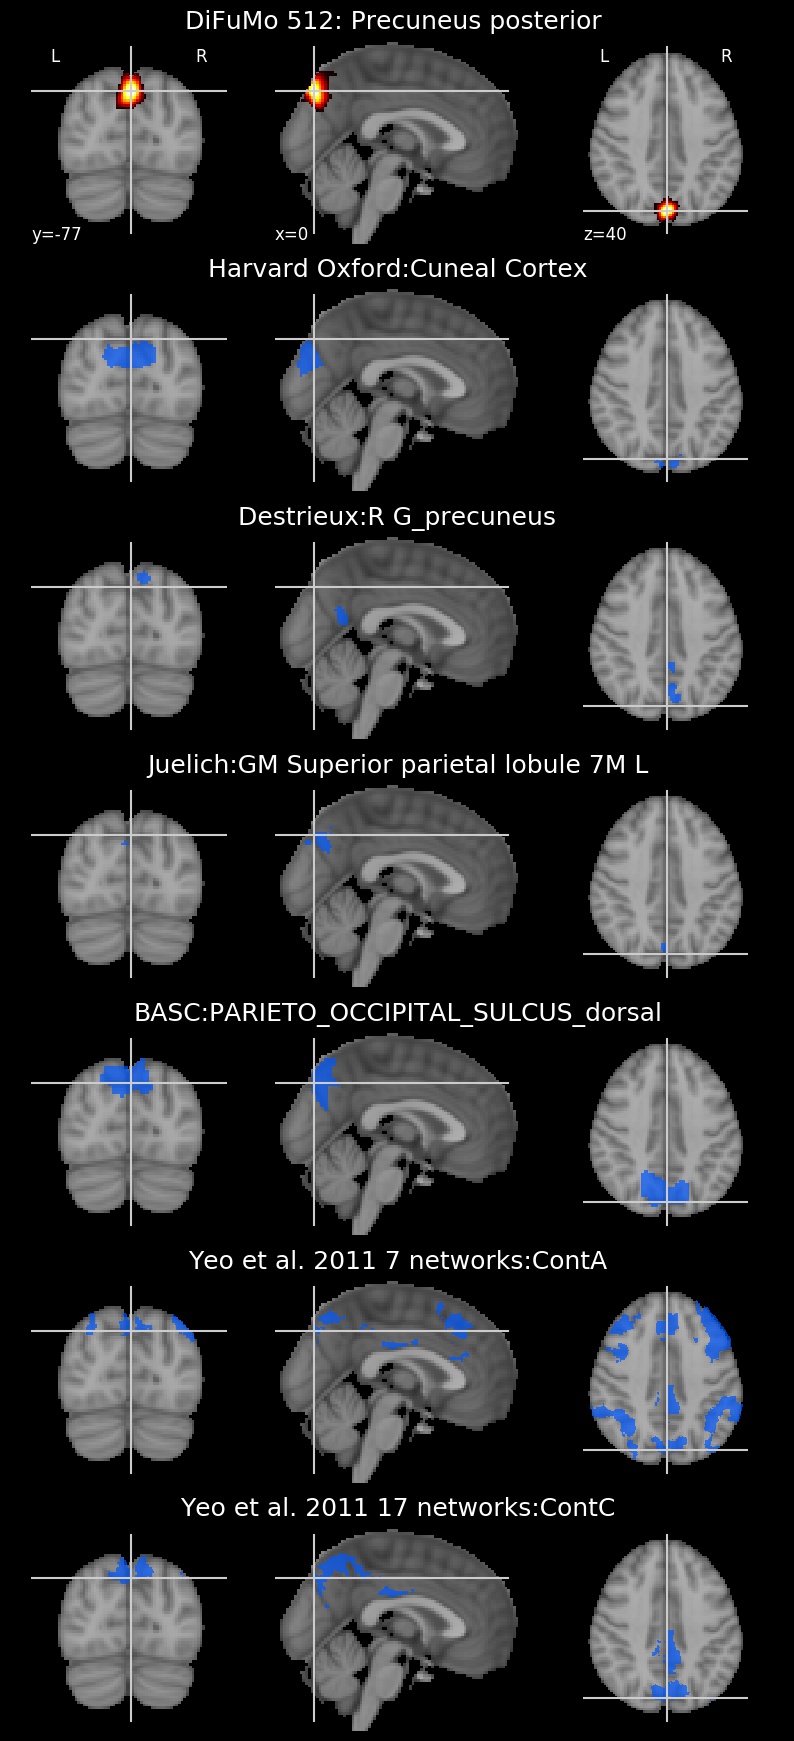 DiFuMo 512: Precuneus posterior
L R L R
y=-77 x=0 z=40
Harvard Oxford:Cuneal Cortex
Destrieux:R G_precuneus
Juelich:GM Superior parietal lobule 7M L
BASC:PARIETO_OCCIPITAL_SULCUS_dorsal
Yeo et al. 2011 7 networks:ContA
Yeo et al. 2011 17 networks:ContC